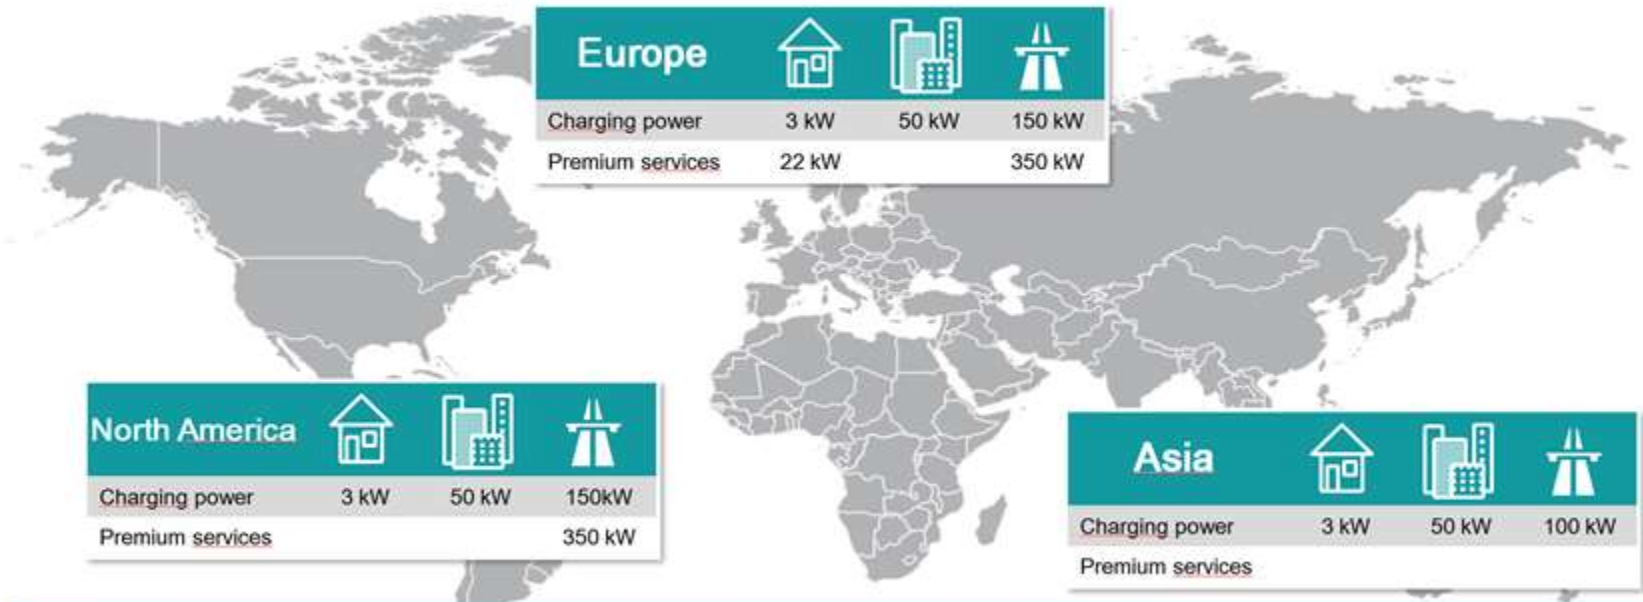 Europe
Charging power 3 kW 50 kW 150 kW
Premium services 22 kW 350 kW
North America
Charging power 3 kW 50 kW 150kW
Premium services 350 kW
Asia
Charging power 3 kW 50 kW 100 kW
Premium services